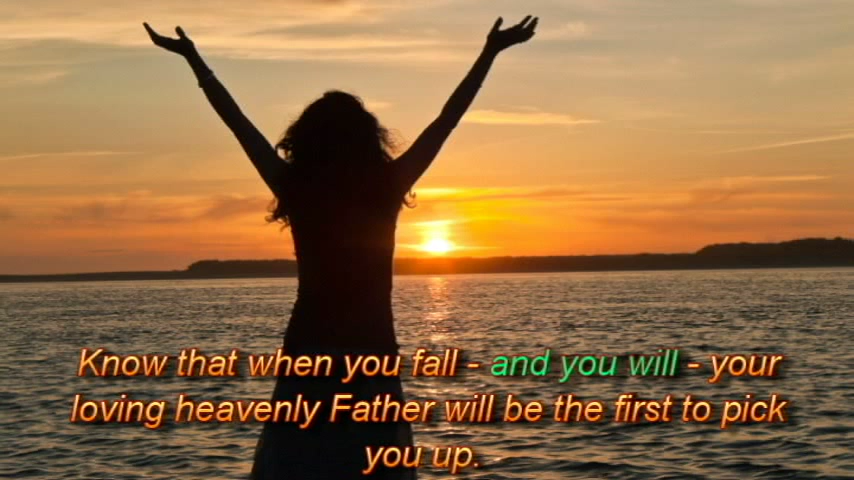 Know that when you fall - and you will - your
loving heavenly Father will be the first to pick
you up.